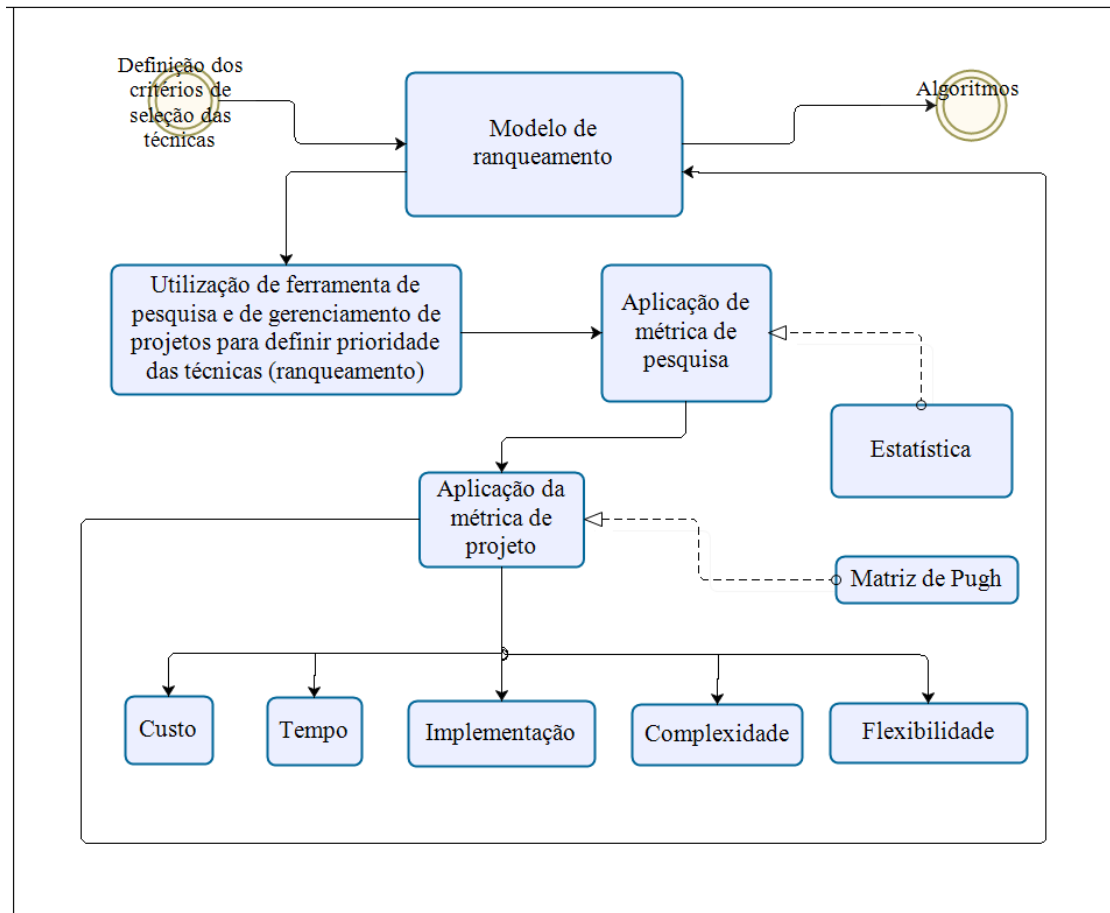 Definição dos
critérios de
seleção das
técnicas
Modelo de
ranqueamento
Algoritmos
Utilização de ferramenta de
pesquisa e de gerenciamento de
projetos para definir prioridade
das técnicas (ranqueamento)
Aplicação de
métrica de
pesquisa
Estatística
Aplicação da
métrica de
projeto
Matriz de Pugh
Custo
Tempo
Implementação
Complexidade
Flexibilidade